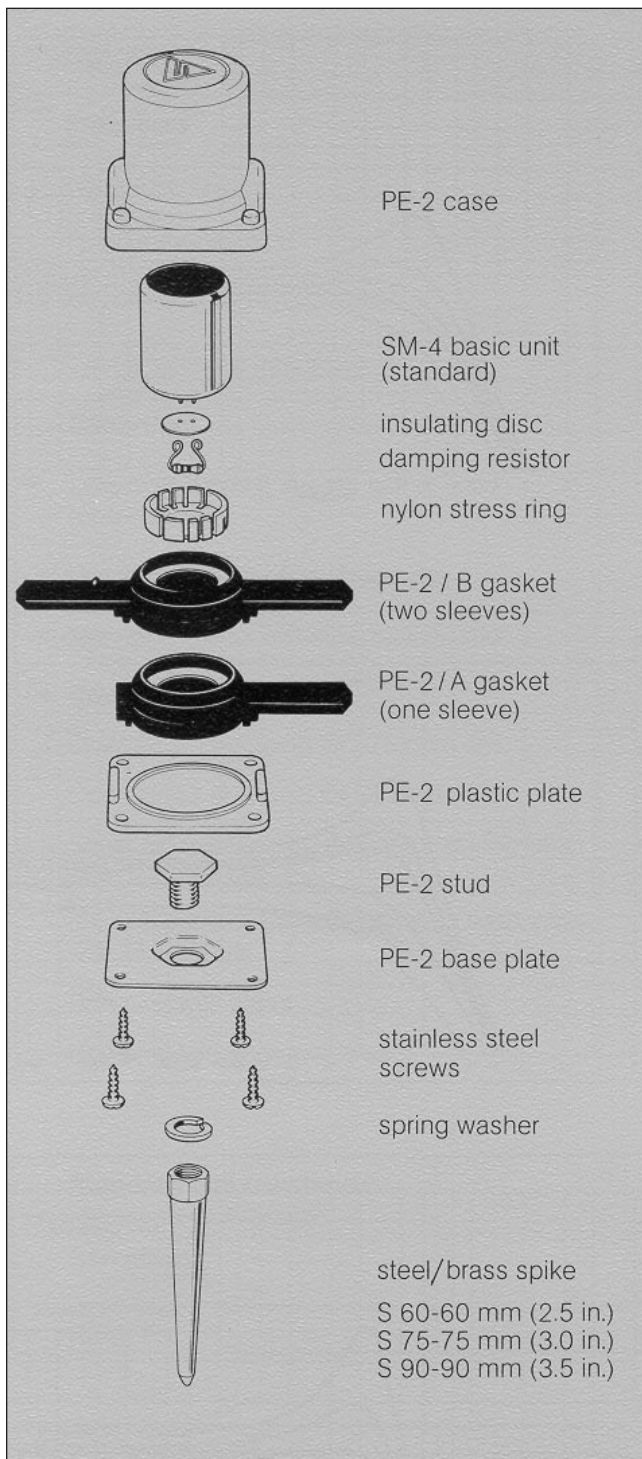 PE-2 case
SM-4 basic unit
(standard)
insulating disc
damping resistor
nylon stress ring
PE-2 / B gasket
(two sleeves)
PE-2 / A gasket
(one sleeve)
PE-2 plastic plate
PE-2 stud
PE-2 base plate
stainless steel
screws
spring washer
steel/brass spike
S 60-60 mm (2.5 in.)
S 75-75 mm (3.0 in.)
S 90-90 mm (3.5 in.)